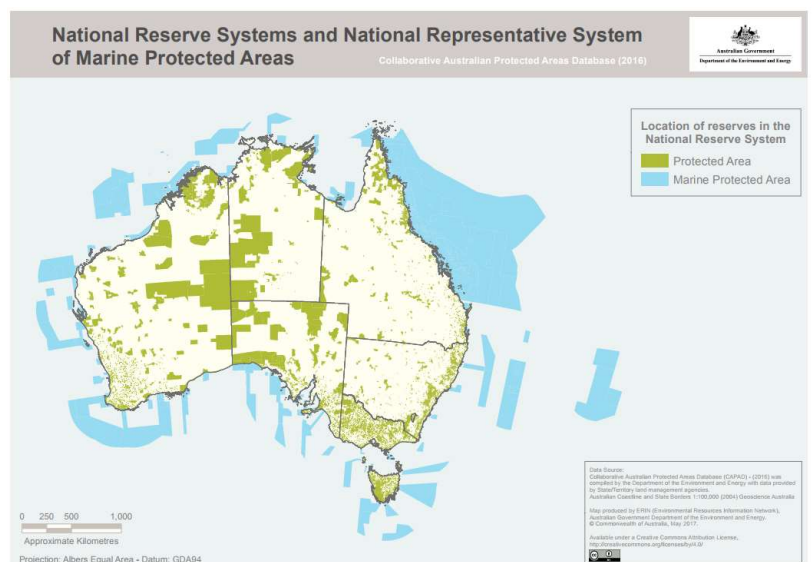 National Reserve Systems and National Representative System
of Marine Protected Areas
Collaborative Australian Protected Areas Database (2016)
Australian Government
Department of the Environment and Energy
Location of reserves in the
National Reserve System
Protected Area
Marine Protected Area
0 250 500 1,000
Approximate Kilometres
Projection: Albers Equal Area - Datum: GDA94
Data Source:
Collaborative Australian Protected Areas Database (CAPAD) - (2016) was
compiled by the Department of the Environment and Energy with data provided
by State/Territory land management agencies.
Australian Coastline and State Borders 1:100,000 (2004) Geoscience Australia
Map produced by ERIN (Environmental Resources Information Network),
Australian Government Department of the Environment and Energy.
© Commonwealth of Australia, May 2017.
Available under a Creative Commons Attribution License,